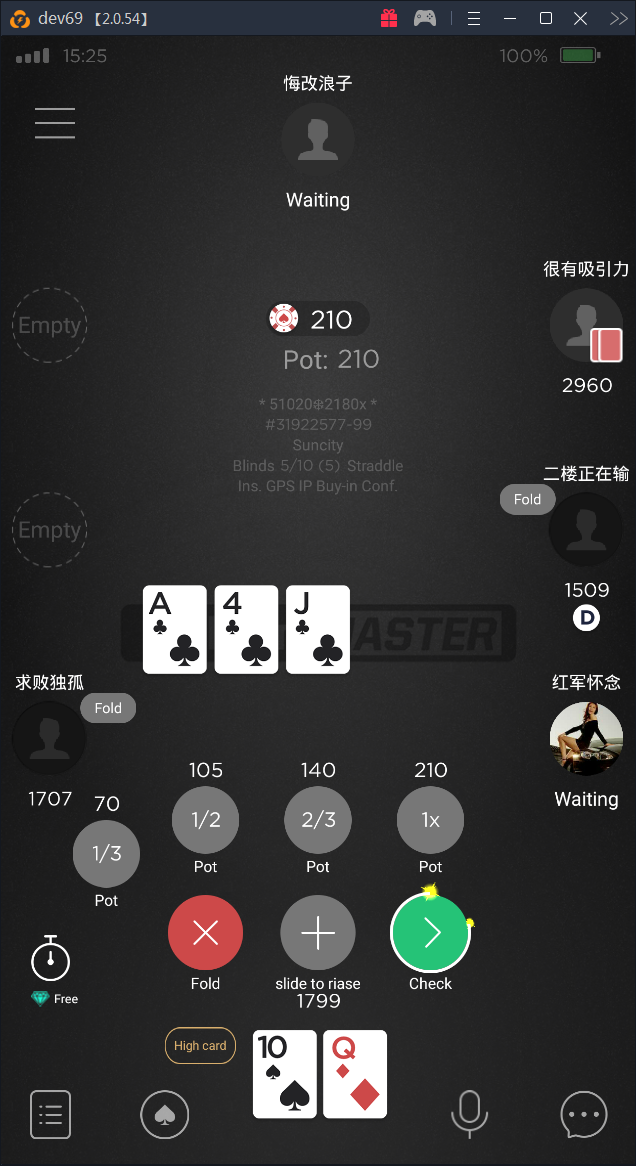 dev69 【2.0.54】
15:25
100%
悔改浪子
Waiting
很有吸引力
Empty
210
Pot: 210
2960
* 51020❄2180x *
#31922577-99
Suncity
Blinds 5/10 (5) Straddle
Ins. GPS IP Buy-in Conf.
二楼正在输
Fold
Empty
1509
D
A
4
J
MASTER
求败独孤
Fold
红军怀念
1707
Waiting
105
140
210
70
1/2
2/3
1x
1/3
Pot
Pot
Pot
Pot
Fold
slide to riase
Check
1799
Free
High card
10
Q